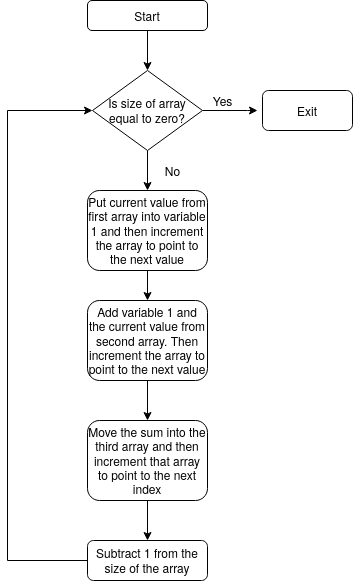 Start
Is size of array
equal to zero?
Yes
Exit
No
Put current value from
first array into variable
1 and then increment
the array to point to
the next value
Add variable 1 and
the current value from
second array. Then
increment the array to
point to the next value
Move the sum into the
third array and then
increment that array
to point to the next
index
Subtract 1 from the
size of the array